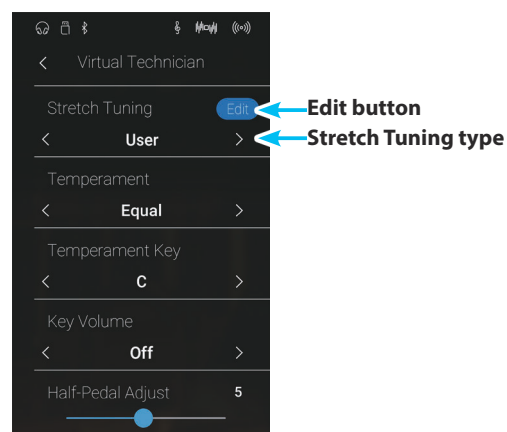 Virtual Technician
Stretch Tuning Edit
User
Temperament
Equal
Temperament Key
C
Key Volume
Off
Half-Pedal Adjust 5
Edit button
Stretch Tuning type